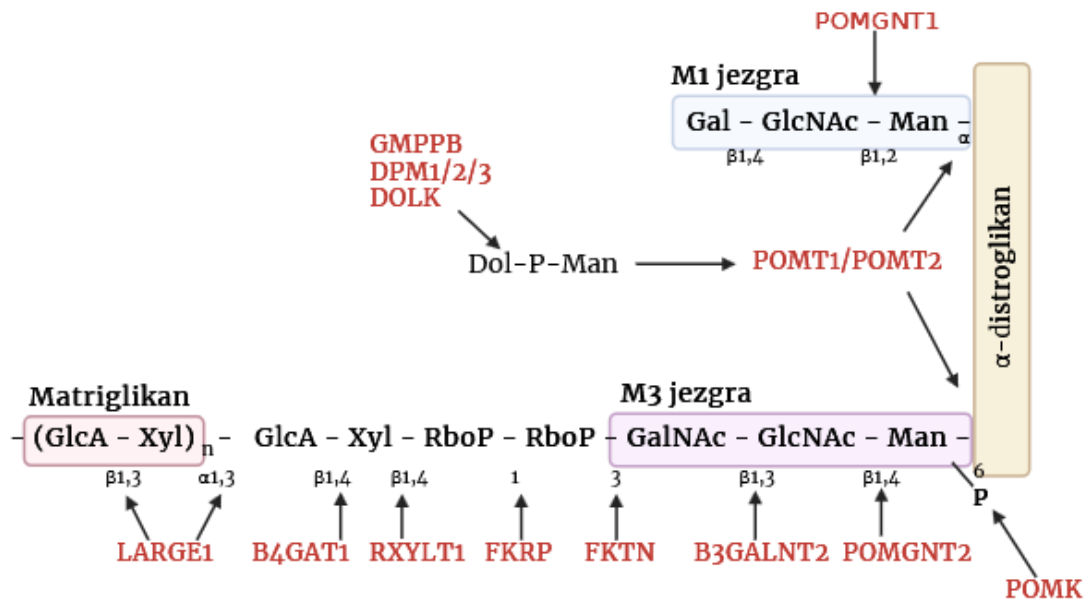 POMGNT1
M1 jezgra
Gal – GlcNAc – Man –
β1,4 β1,2 α
GMPPB
DPM1/2/3
DOLK
Dol-P-Man
POMT1/POMT2
α-distroglikan
Matriglikan
M3 jezgra
– (GlcA – Xyl)n – GlcA – Xyl – RboP – RboP – GalNAc – GlcNAc – Man –
β1,3 α1,3 β1,4 β1,4 1 3 β1,3 β1,4 6
P
LARGE1 B4GAT1 RXYLT1 FKRP FKTN B3GALNT2 POMGNT2
POMK